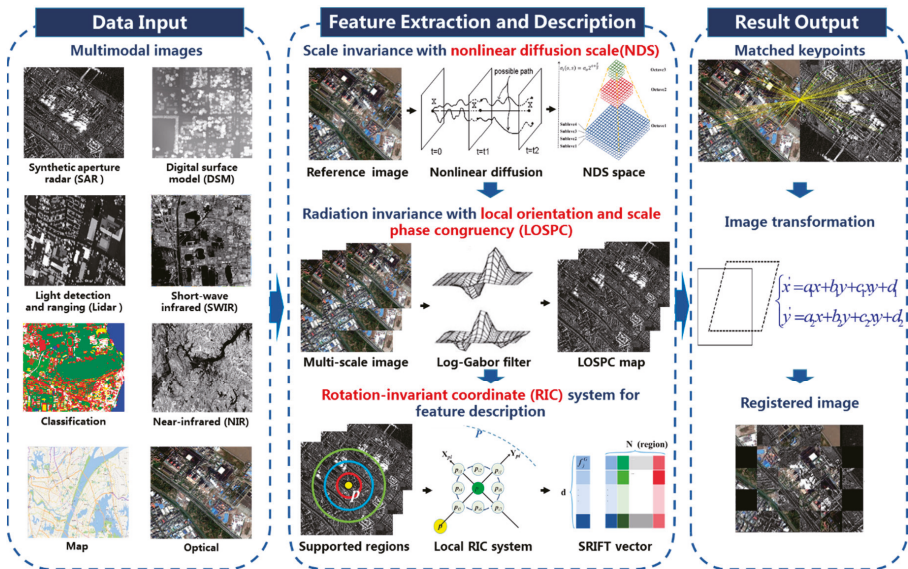 Data Input
Multimodal images
Synthetic aperture
radar (SAR )
Digital surface
model (DSM)
Light detection
and ranging (Lidar )
Short-wave
infrared (SWIR)
Classification
Near-infrared (NIR)
Map
Optical
Feature Extraction and Description
Scale invariance with nonlinear diffusion scale(NDS)
possible path
t=0
t=t1
t=t2
Octave3
Octave2
Octave1
Sublevel4
Sublevel3
Sublevel2
Sublevel1
Reference image
Nonlinear diffusion
NDS space
Radiation invariance with local orientation and scale
phase congruency (LOSPC)
Multi-scale image
Log-Gabor filter
LOSPC map
Rotation-invariant coordinate (RIC) system for
feature description
P
p
N (region)
d
Supported regions
Local RIC system
SRIFT vector
Result Output
Matched keypoints
Image transformation
x'=a₁x+b₁y+c₁xy+d₁
y'=a₂x+b₂y+c₂xy+d₂
Registered image